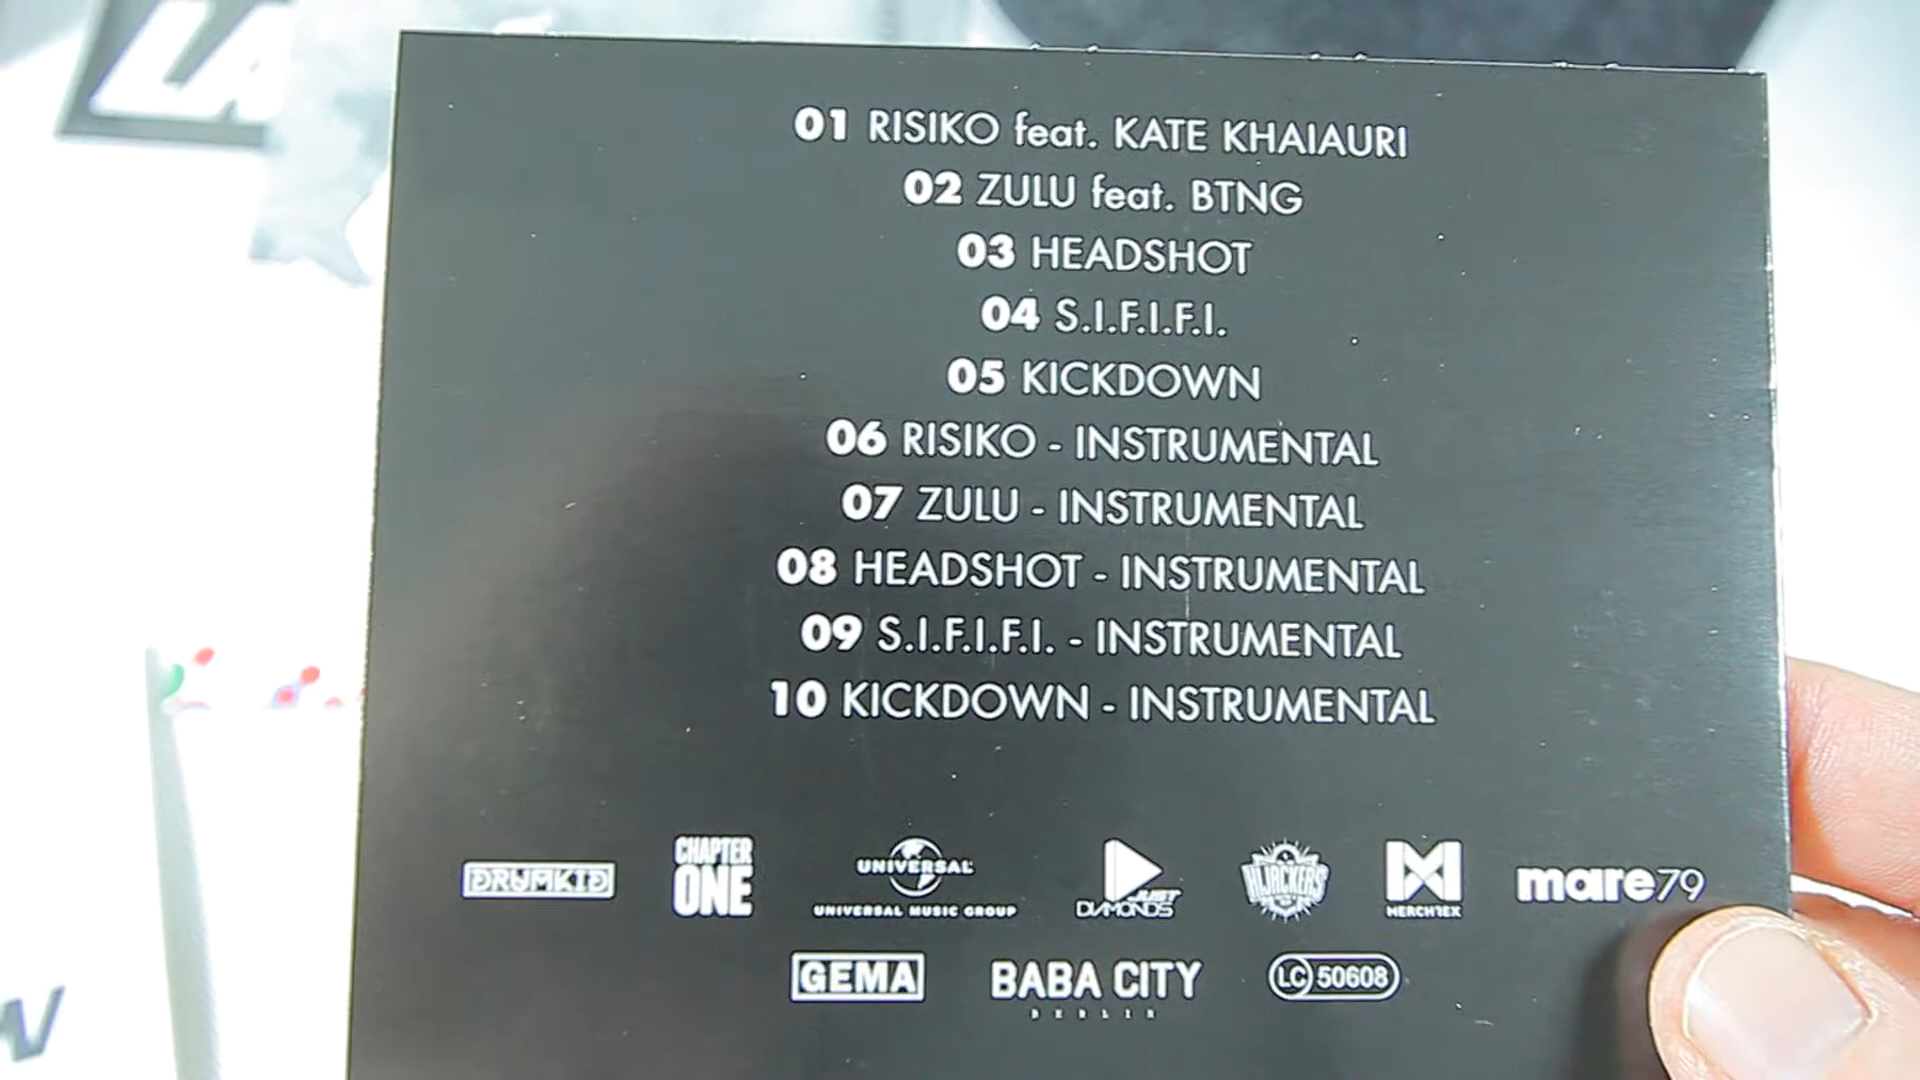 01 RISIKO feat. KATE KHAIAURI
02 ZULU feat. BTNG
03 HEADSHOT
04 S.I.F.I.F.I.
05 KICKDOWN
06 RISIKO - INSTRUMENTAL
07 ZULU - INSTRUMENTAL
08 HEADSHOT - INSTRUMENTAL
09 S.I.F.I.F.I. - INSTRUMENTAL
10 KICKDOWN - INSTRUMENTAL
DRUMKID
CHAPTER
ONE
UNIVERSAL
UNIVERSAL MUSIC GROUP
JUST
DIAMONDS
HIJACKERS
MERCHTEX
mare79
GEMA
BABA CITY
BERLIN
LC 50608